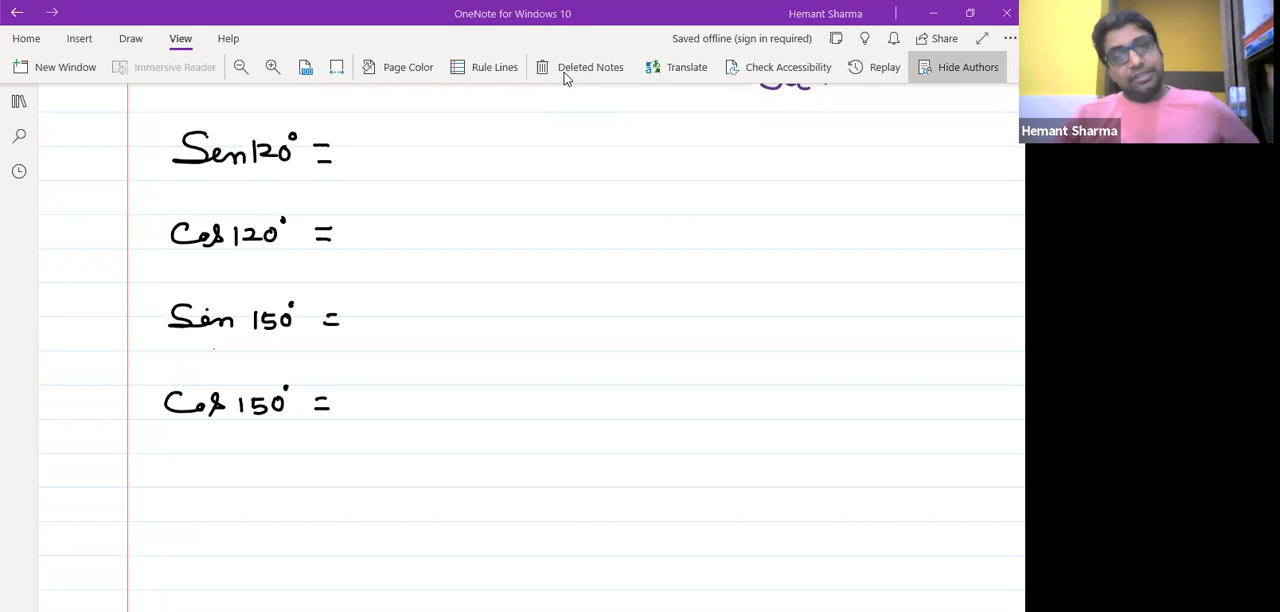 OneNote for Windows 10
Hemant Sharma
Home Insert Draw View Help
Saved offline (sign in required)
Share
New Window Immersive Reader Page Color Rule Lines Deleted Notes Translate Check Accessibility Replay Hide Authors
Hemant Sharma
Sin 120° =
Cos 120° =
Sin 150° =
Cos 150° =